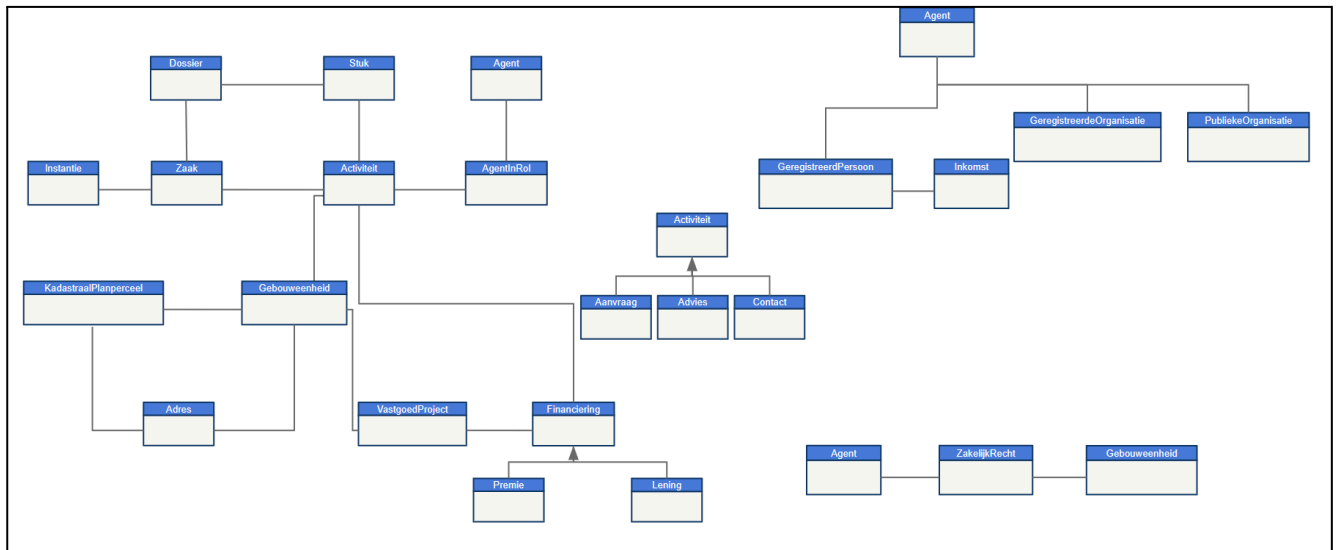 Agent
Dossier
Stuk
Agent
GeregistreerdeOrganisatie
PubliekeOrganisatie
Instantie
Zaak
Activiteit
AgentInRol
GeregistreerdPersoon
Inkomst
Activiteit
KadastraalPlanperceel
Gebouweenheid
Aanvraag
Advies
Contact
Adres
VastgoedProject
Financiering
Agent
ZakelijkRecht
Gebouweenheid
Premie
Lening